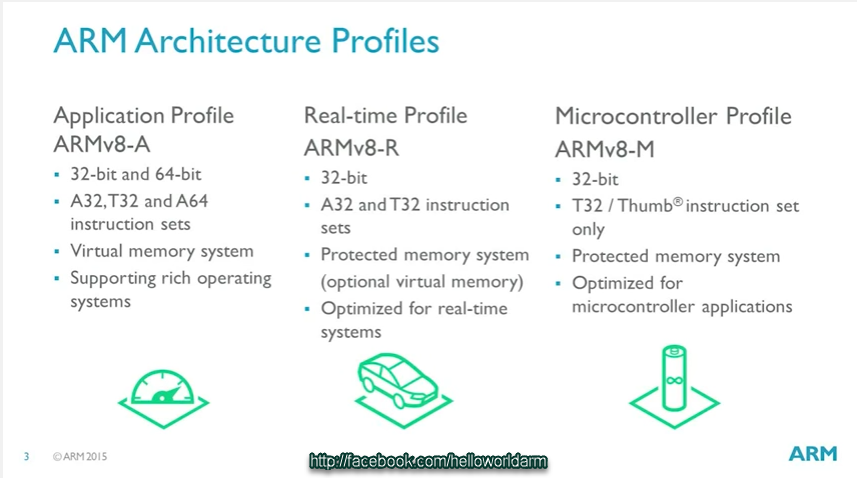 ARM Architecture Profiles
Application Profile
ARMv8-A
▪ 32-bit and 64-bit
▪ A32,T32 and A64
instruction sets
▪ Virtual memory system
▪ Supporting rich operating
systems
Real-time Profile
ARMv8-R
▪ 32-bit
▪ A32 and T32 instruction
sets
▪ Protected memory system
(optional virtual memory)
▪ Optimized for real-time
systems
Microcontroller Profile
ARMv8-M
▪ 32-bit
▪ T32 / Thumb® instruction set
only
▪ Protected memory system
▪ Optimized for
microcontroller applications
∞
3 © ARM 2015
http://facebook.com/helloworldarm
ARM